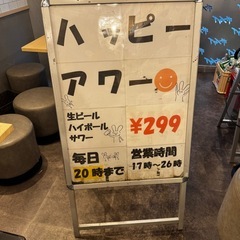 ハッピー
アワー
生ビール
ハイボール
サワー
¥299
毎日
20時まで
営業時間
17時〜26時